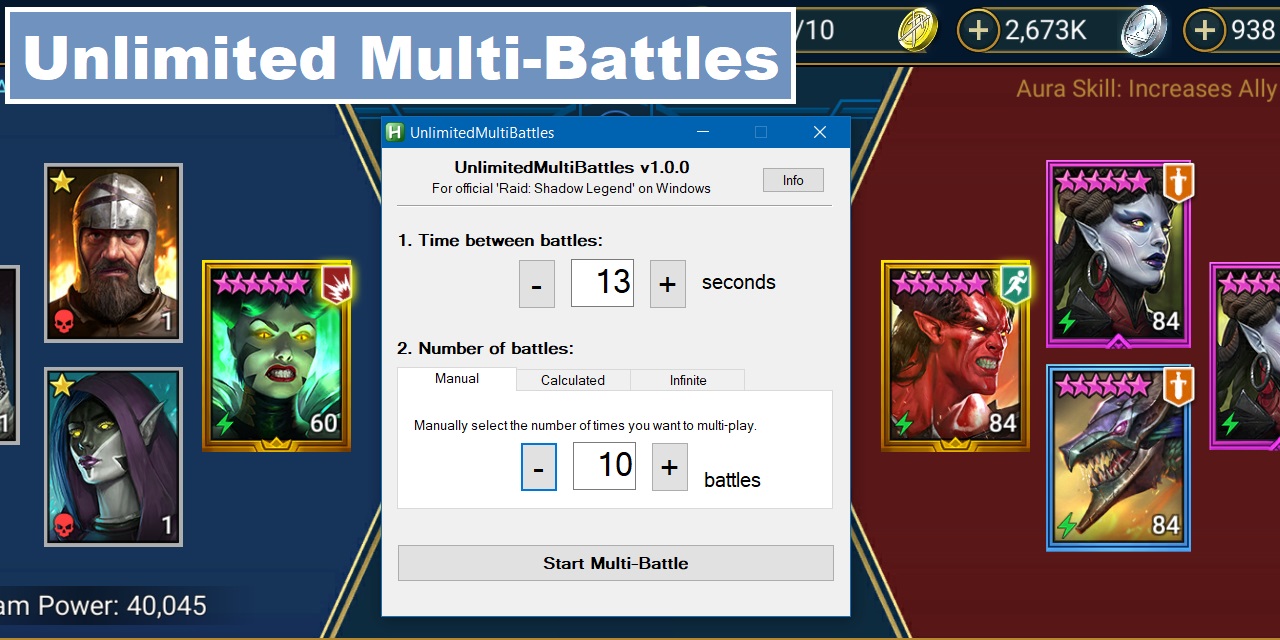 Unlimited Multi-Battles
/10
2,673K
938
Aura Skill: Increases Ally
UnlimitedMultiBattles
UnlimitedMultiBattles v1.0.0
For official 'Raid: Shadow Legend' on Windows
Info
1. Time between battles:
- 13 + seconds
2. Number of battles:
Manual Calculated Infinite
Manually select the number of times you want to multi-play.
- 10 + battles
Start Multi-Battle
1
1
1
60
84
84
84
am Power: 40,045